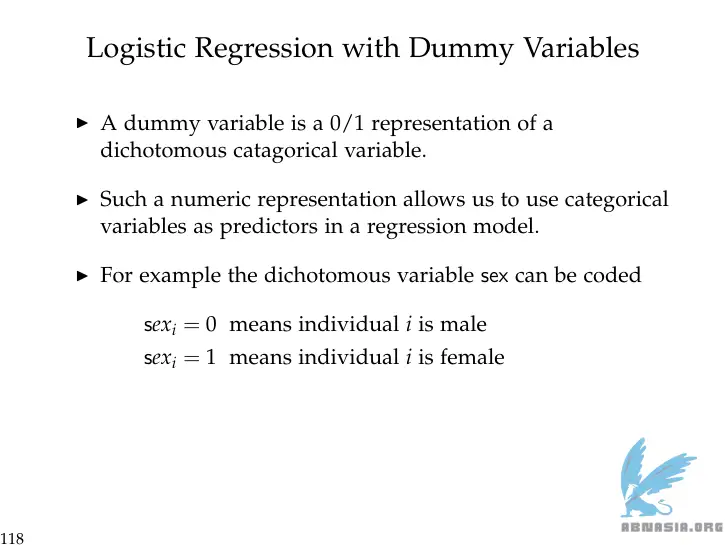 Logistic Regression with Dummy Variables
▶ A dummy variable is a 0/1 representation of a
dichotomous catagorical variable.
▶ Such a numeric representation allows us to use categorical
variables as predictors in a regression model.
▶ For example the dichotomous variable sex can be coded
sexᵢ = 0 means individual i is male
sexᵢ = 1 means individual i is female
ABNASIA.ORG
118